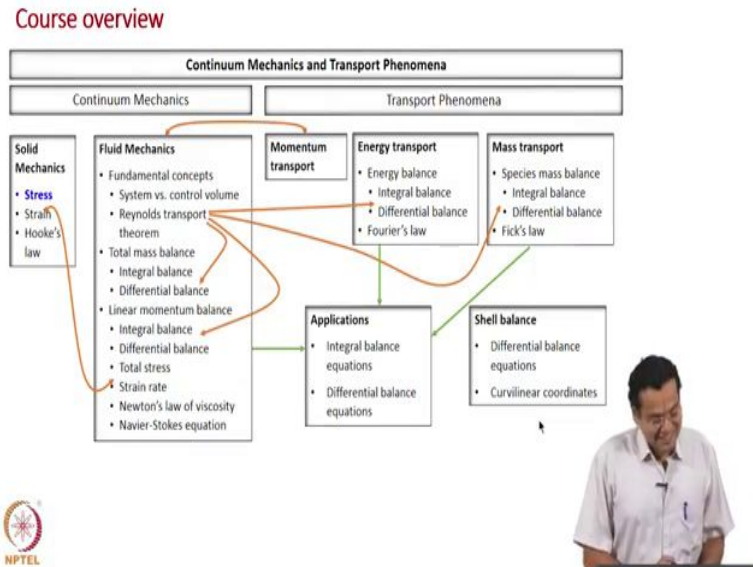 Course overview
Continuum Mechanics and Transport Phenomena
Continuum Mechanics
Transport Phenomena
Solid
Mechanics
• Stress
• Strain
• Hooke's
law
Fluid Mechanics
• Fundamental concepts
• System vs. control volume
• Reynolds transport
theorem
• Total mass balance
• Integral balance
• Differential balance
• Linear momentum balance
• Integral balance
• Differential balance
• Total stress
• Strain rate
• Newton's law of viscosity
• Navier-Stokes equation
Momentum
transport
Energy transport
• Energy balance
• Integral balance
• Differential balance
• Fourier's law
Mass transport
• Species mass balance
• Integral balance
• Differential balance
• Fick's law
Applications
• Integral balance
equations
• Differential balance
equations
Shell balance
• Differential balance
equations
• Curvilinear coordinates
NPTEL